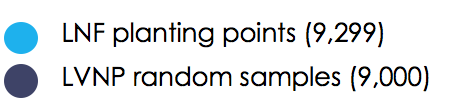 LNF planting points (9,299)
LVNP random samples (9,000)